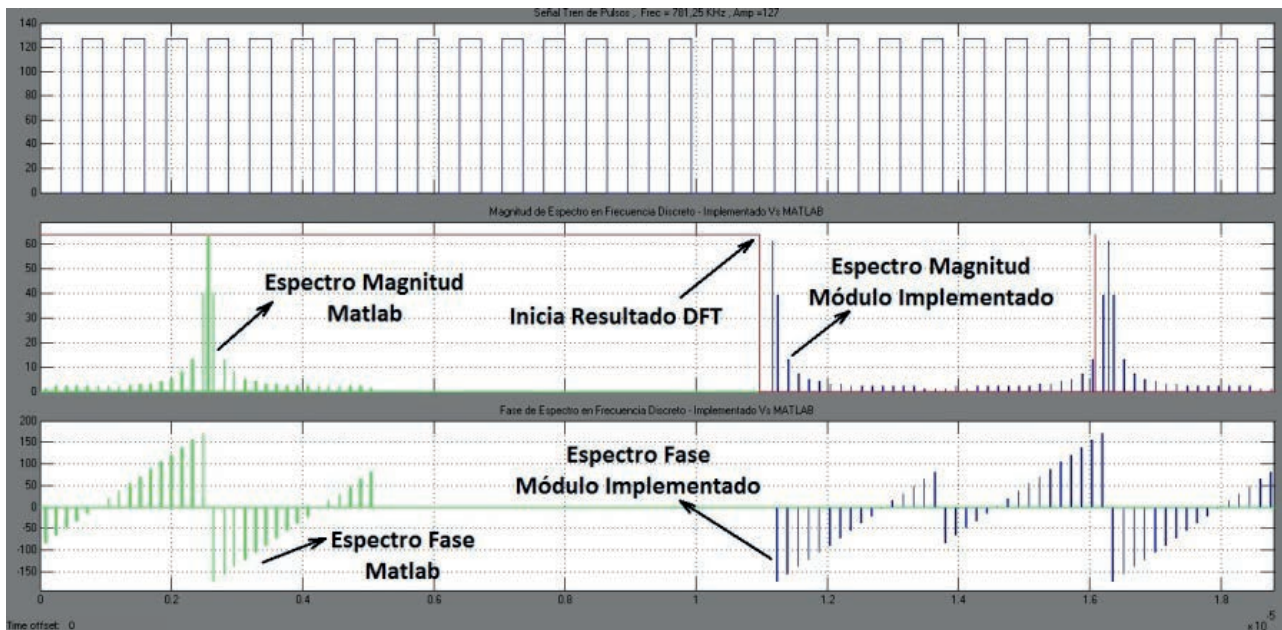 Señal Tren de Pulsos , Frec = 781,25 KHz , Amp =127
140
120
100
80
60
40
20
0
Magnitud de Espectro en Frecuencia Discreto - Implementado Vs MATLAB
60
50
40
30
20
10
0
Espectro Magnitud
Matlab
Inicia Resultado DFT
Espectro Magnitud
Módulo Implementado
Fase de Espectro en Frecuencia Discreto - Implementado Vs MATLAB
200
150
100
50
0
-50
-100
-150
Espectro Fase
Matlab
Espectro Fase
Módulo Implementado
0 0.2 0.4 0.6 0.8 1 1.2 1.4 1.6 1.8
x 10 -5
Time offset: 0